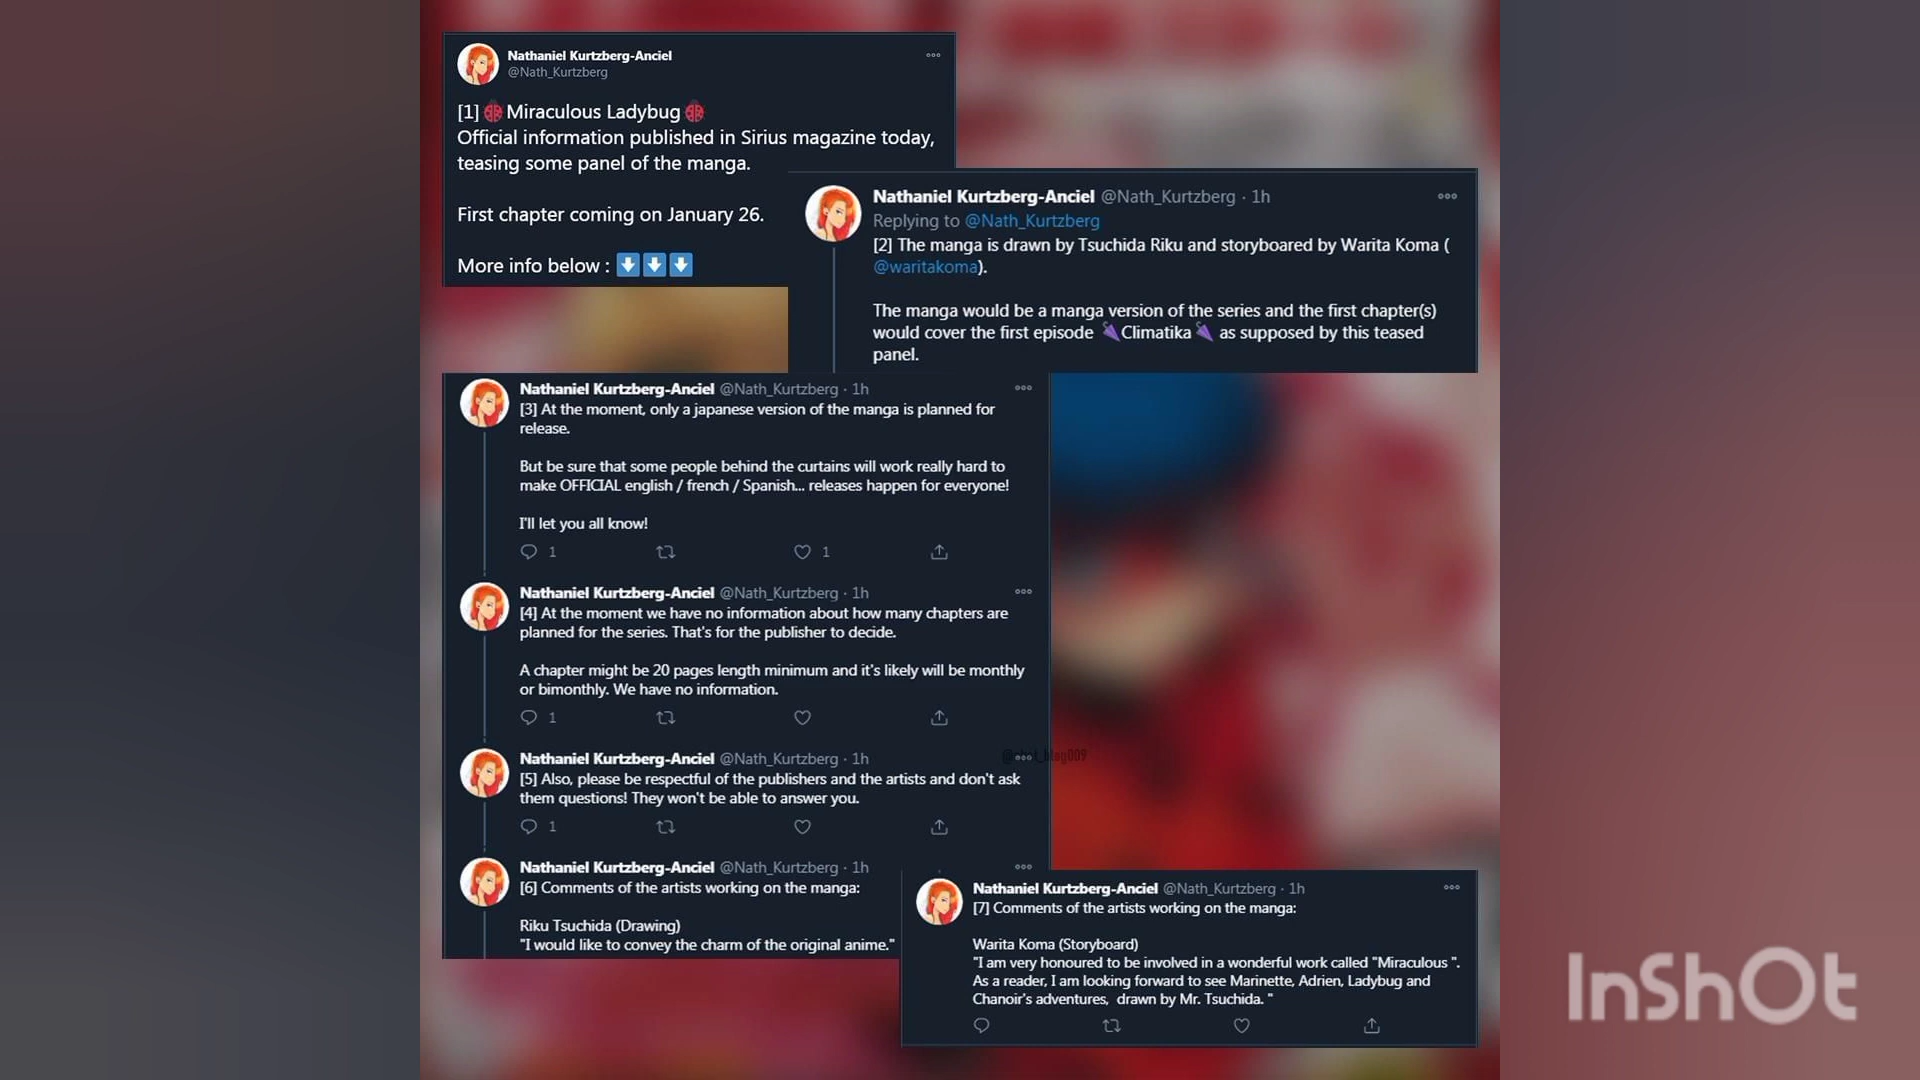 Nathaniel Kurtzberg-Anciel
@Nath_Kurtzberg
[1] 🐞 Miraculous Ladybug 🐞
Official information published in Sirius magazine today,
teasing some panel of the manga.
First chapter coming on January 26.
More info below : ⬇️⬇️⬇️
Nathaniel Kurtzberg-Anciel @Nath_Kurtzberg · 1h
Replying to @Nath_Kurtzberg
[2] The manga is drawn by Tsuchida Riku and storyboarded by Warita Koma (
@waritakoma).
The manga would be a manga version of the series and the first chapter(s)
would cover the first episode 🌂Climatika🌂 as supposed by this teased
panel.
Nathaniel Kurtzberg-Anciel @Nath_Kurtzberg · 1h
[3] At the moment, only a japanese version of the manga is planned for
release.
But be sure that some people behind the curtains will work really hard to
make OFFICIAL english / french / Spanish... releases happen for everyone!
I'll let you all know!
1 1
Nathaniel Kurtzberg-Anciel @Nath_Kurtzberg · 1h
[4] At the moment we have no information about how many chapters are
planned for the series. That's for the publisher to decide.
A chapter might be 20 pages length minimum and it's likely will be monthly
or bimonthly. We have no information.
1
Nathaniel Kurtzberg-Anciel @Nath_Kurtzberg · 1h
[5] Also, please be respectful of the publishers and the artists and don't ask
them questions! They won't be able to answer you.
1
Nathaniel Kurtzberg-Anciel @Nath_Kurtzberg · 1h
[6] Comments of the artists working on the manga:
Riku Tsuchida (Drawing)
"I would like to convey the charm of the original anime."
Nathaniel Kurtzberg-Anciel @Nath_Kurtzberg · 1h
[7] Comments of the artists working on the manga:
Warita Koma (Storyboard)
"I am very honoured to be involved in a wonderful work called "Miraculous ".
As a reader, I am looking forward to see Marinette, Adrien, Ladybug and
Chanoir's adventures, drawn by Mr. Tsuchida. "
InShOt